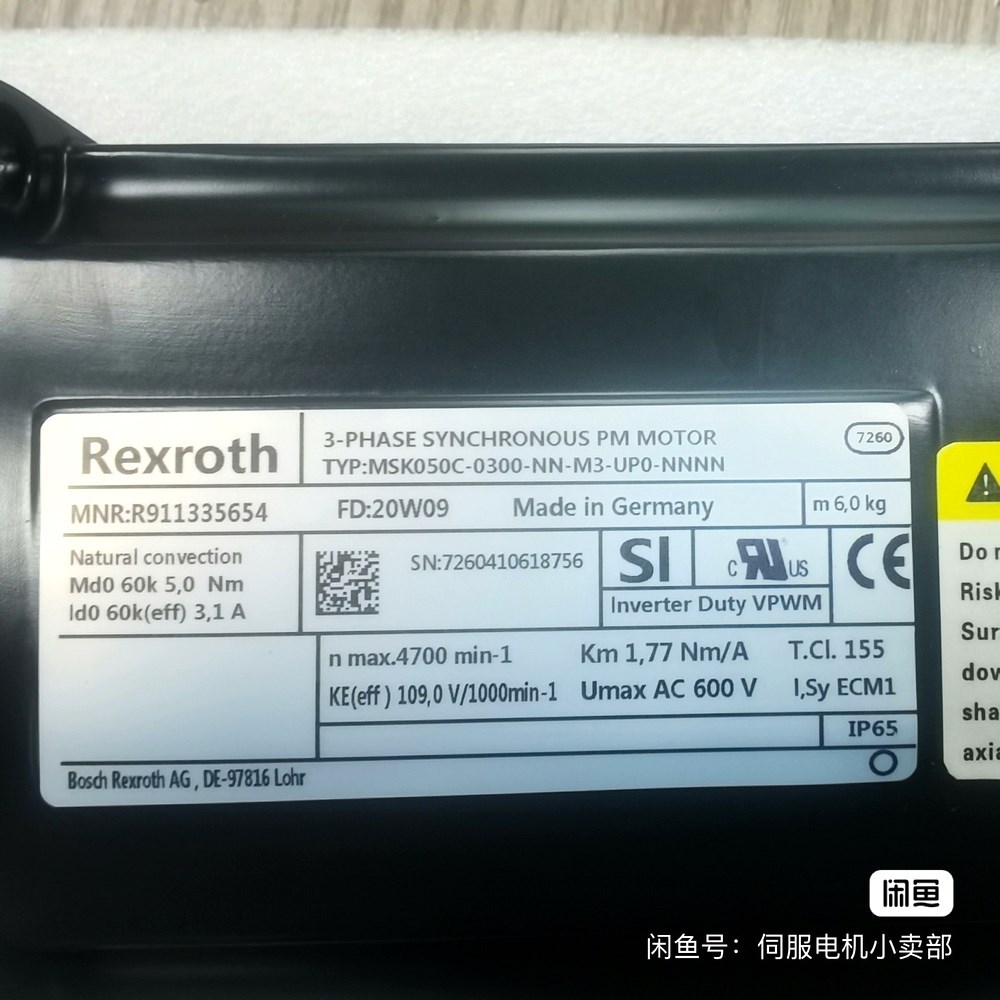 Rexroth
3-PHASE SYNCHRONOUS PM MOTOR
TYP:MSK050C-0300-NN-M3-UP0-NNNN
7260
MNR:R911335654
FD:20W09
Made in Germany
m 6,0 kg
Natural convection
Md0 60k 5,0 Nm
Id0 60k(eff) 3,1 A
SN:7260410618756
SI
c RU US
Inverter Duty VPWM
CE
n max.4700 min-1
Km 1,77 Nm/A
T.Cl. 155
KE(eff ) 109,0 V/1000min-1
Umax AC 600 V
I,Sy ECM1
IP65
Bosch Rexroth AG , DE-97816 Lohr
Do
Risk
Sur
dow
sha
axia
闲鱼
闲鱼号：伺服电机小卖部